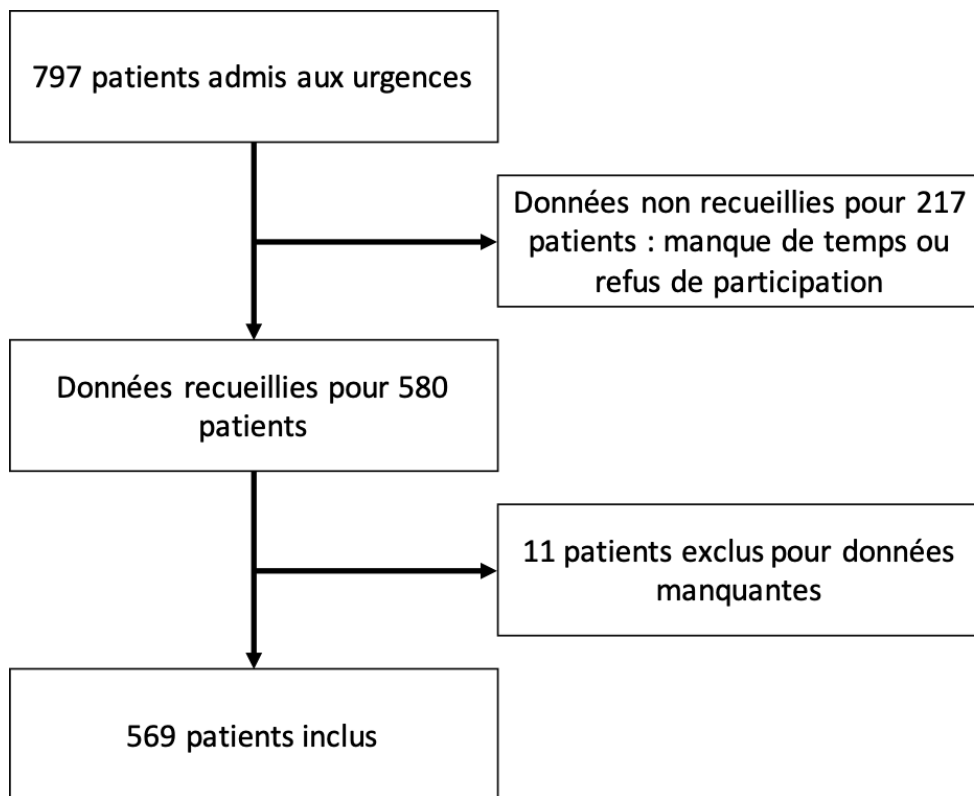 797 patients admis aux urgences
Données non recueillies pour 217
patients : manque de temps ou
refus de participation
Données recueillies pour 580
patients
11 patients exclus pour données
manquantes
569 patients inclus